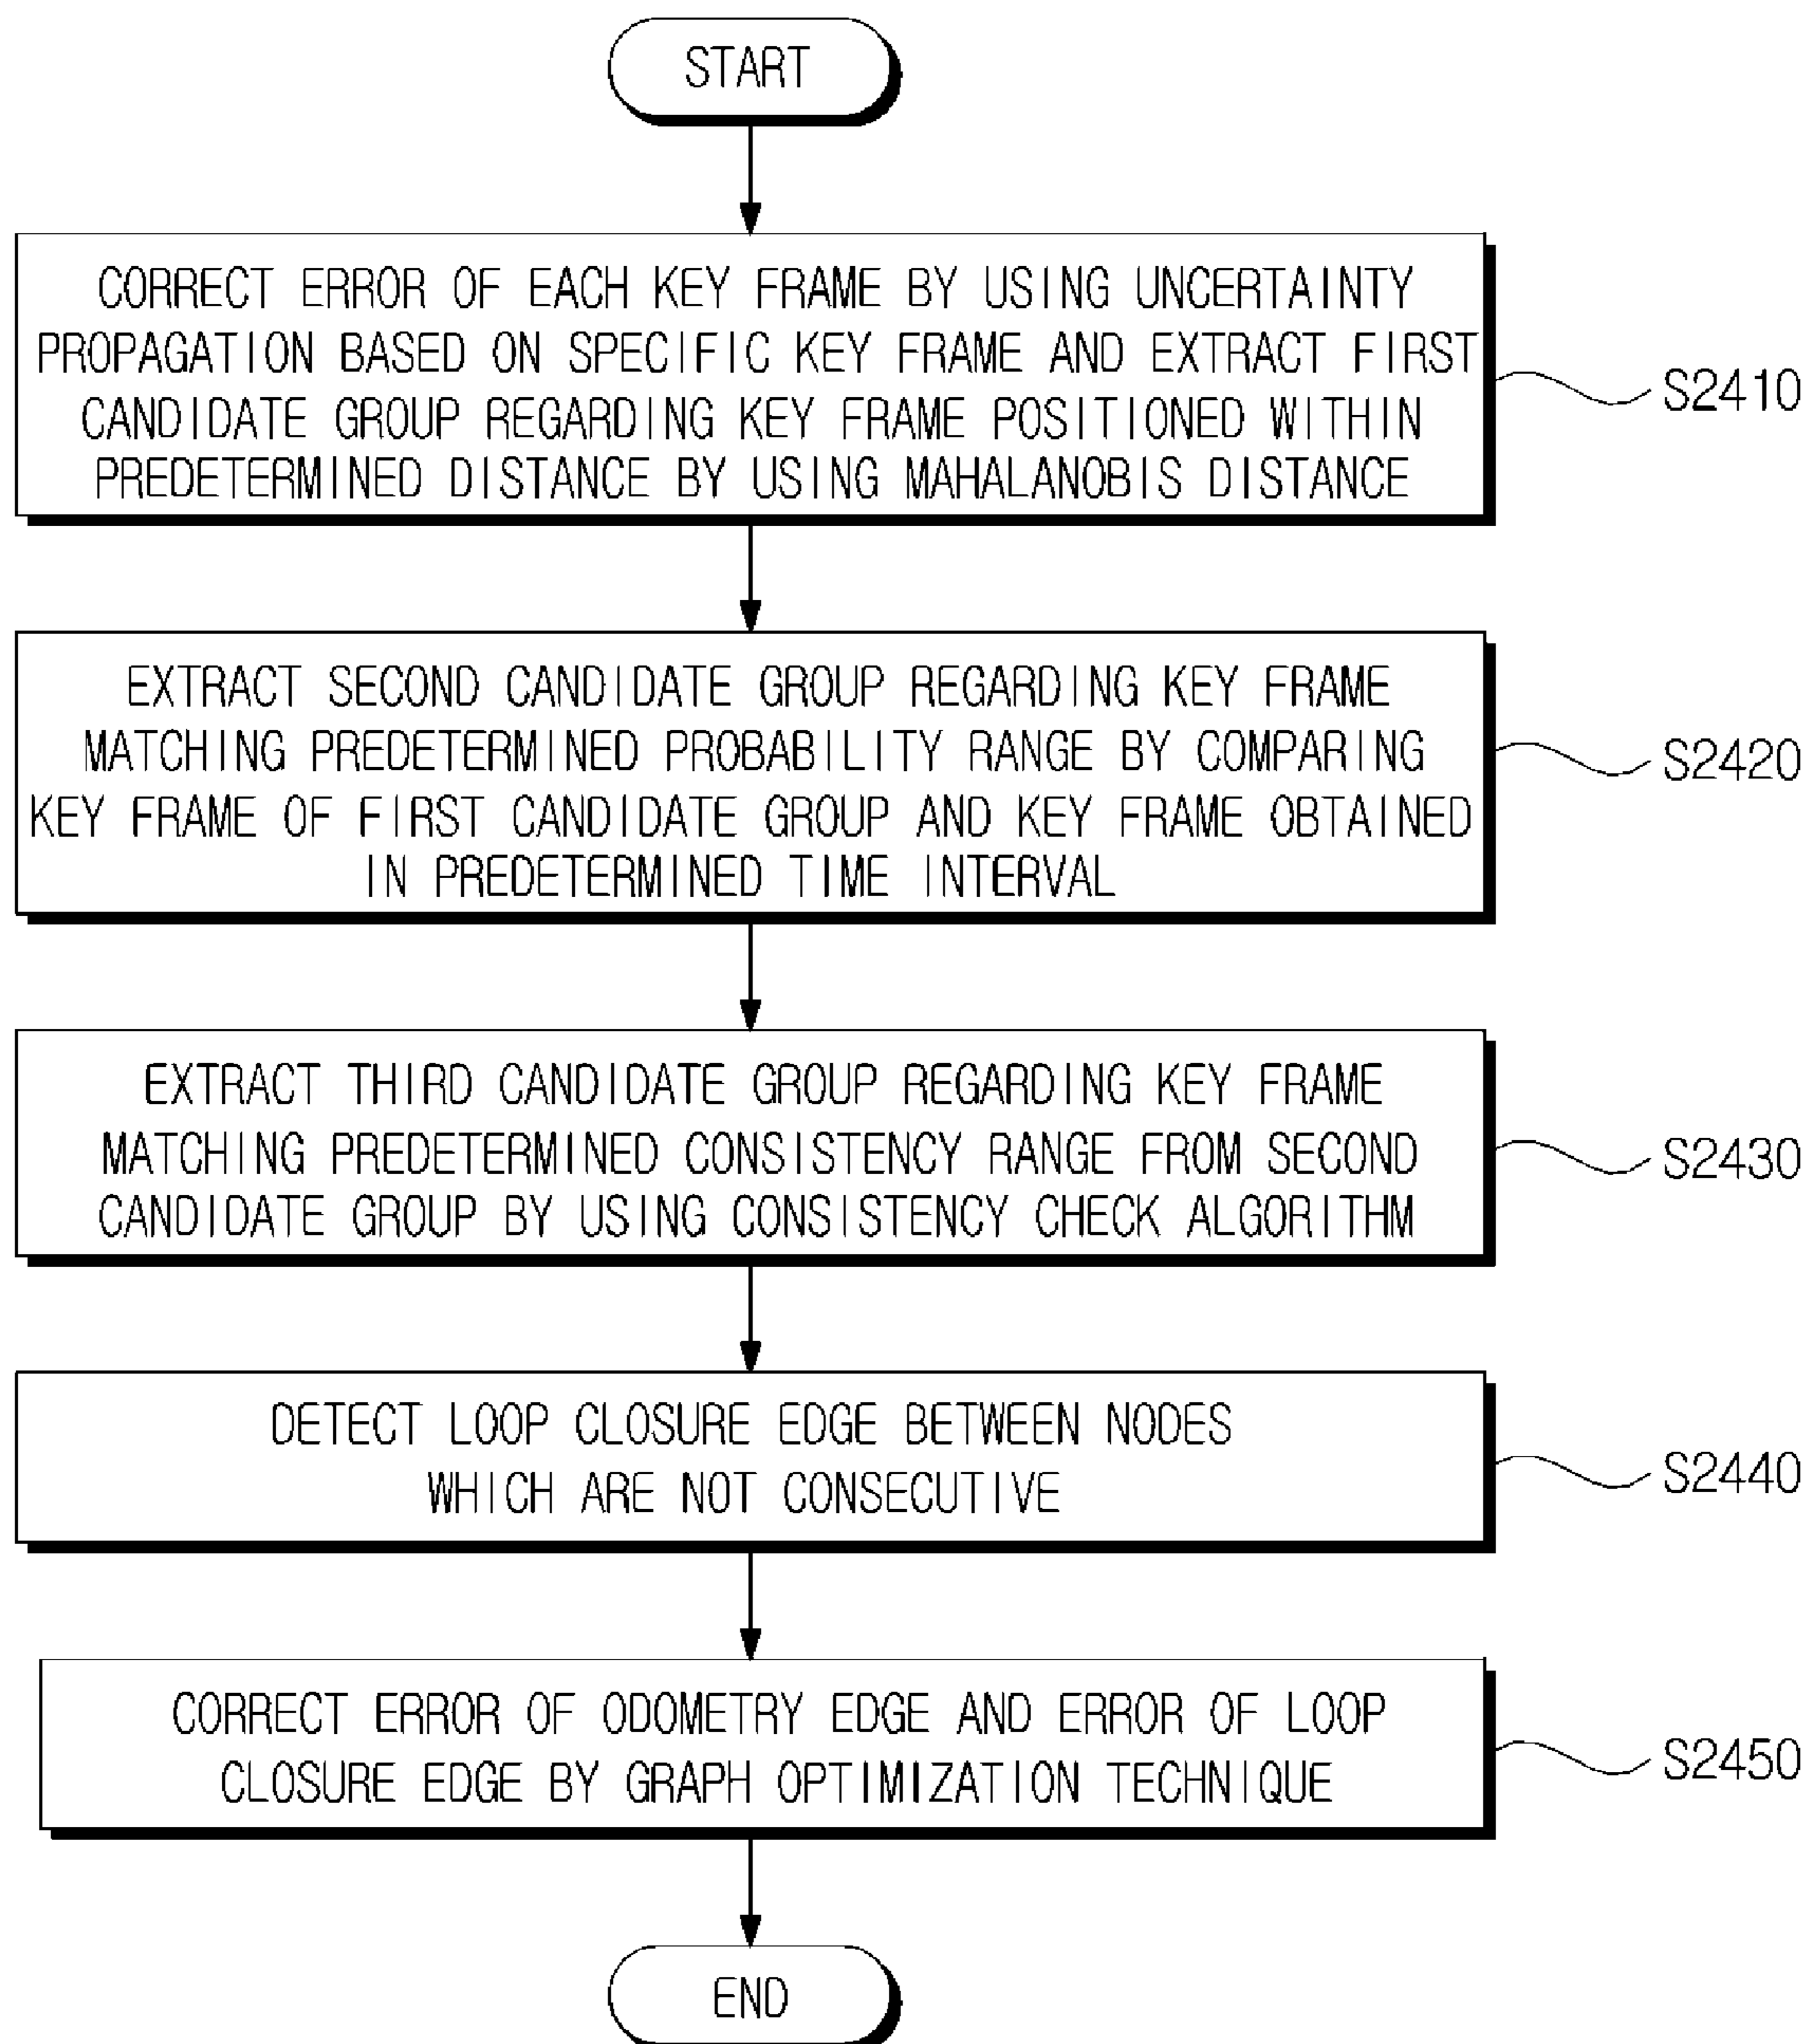 START
CORRECT ERROR OF EACH KEY FRAME BY USING UNCERTAINTY
PROPAGATION BASED ON SPECIFIC KEY FRAME AND EXTRACT FIRST
CANDIDATE GROUP REGARDING KEY FRAME POSITIONED WITHIN
PREDETERMINED DISTANCE BY USING MAHALANOBIS DISTANCE
S2410
EXTRACT SECOND CANDIDATE GROUP REGARDING KEY FRAME
MATCHING PREDETERMINED PROBABILITY RANGE BY COMPARING
KEY FRAME OF FIRST CANDIDATE GROUP AND KEY FRAME OBTAINED
IN PREDETERMINED TIME INTERVAL
S2420
EXTRACT THIRD CANDIDATE GROUP REGARDING KEY FRAME
MATCHING PREDETERMINED CONSISTENCY RANGE FROM SECOND
CANDIDATE GROUP BY USING CONSISTENCY CHECK ALGORITHM
S2430
DETECT LOOP CLOSURE EDGE BETWEEN NODES
WHICH ARE NOT CONSECUTIVE
S2440
CORRECT ERROR OF ODOMETRY EDGE AND ERROR OF LOOP
CLOSURE EDGE BY GRAPH OPTIMIZATION TECHNIQUE
S2450
END